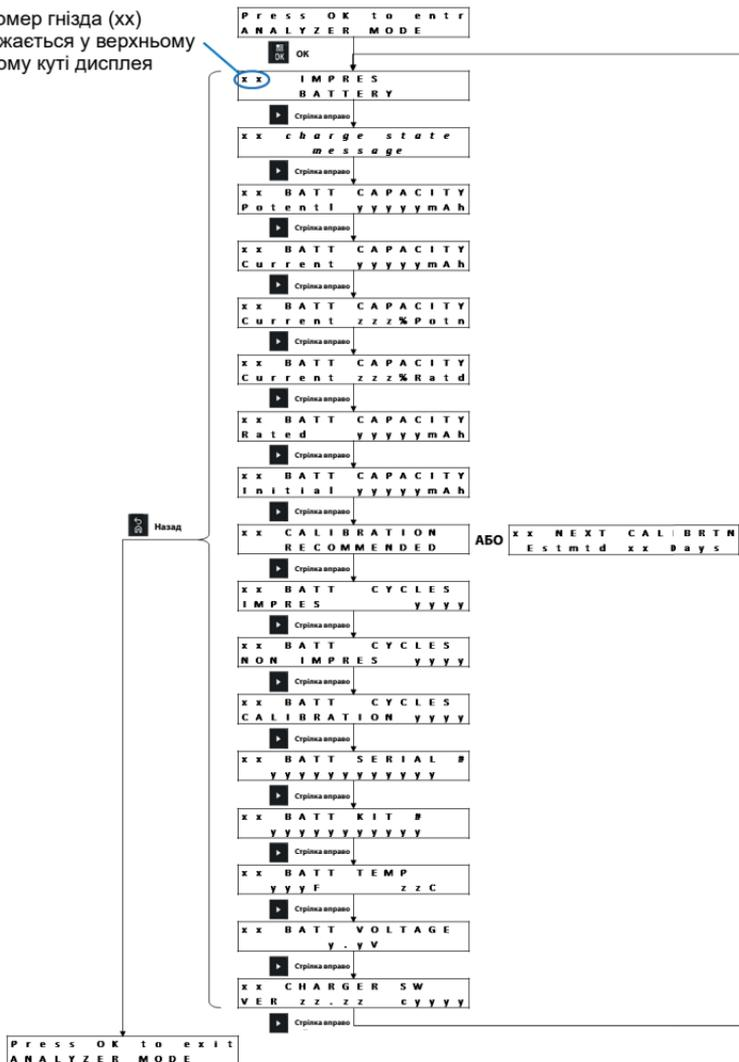 омер гнізда (xx)
жається у верхньому
ому куті дисплея
Press OK to entr
ANALYZER MODE
OK
OK
xx IMPRES
BATTERY
Стрілка вправо
xx charge state
message
Стрілка вправо
xx BATT CAPACITY
Potentl yyyyymAh
Стрілка вправо
xx BATT CAPACITY
Current yyyyymAh
Стрілка вправо
xx BATT CAPACITY
Current zzz%Potn
Стрілка вправо
xx BATT CAPACITY
Current zzz%Ratd
Стрілка вправо
xx BATT CAPACITY
Rated yyyyymAh
Стрілка вправо
xx BATT CAPACITY
Initial yyyyymAh
Стрілка вправо
Назад
xx CALIBRATION
RECOMMENDED
АБО
xx NEXT CALIBRTN
Estmtd xx Days
Стрілка вправо
xx BATT CYCLES
IMPRES yyyy
Стрілка вправо
xx BATT CYCLES
NON IMPRES yyyy
Стрілка вправо
xx BATT CYCLES
CALIBRATION yyyy
Стрілка вправо
xx BATT SERIAL #
yyyyyyyyyyyy
Стрілка вправо
xx BATT KIT #
yyyyyyyyyyy
Стрілка вправо
xx BATT TEMP
yyyF zzC
Стрілка вправо
xx BATT VOLTAGE
y.yV
Стрілка вправо
xx CHARGER SW
VER zz.zz cyyyy
Стрілка вправо
Press OK to exit
ANALYZER MODE